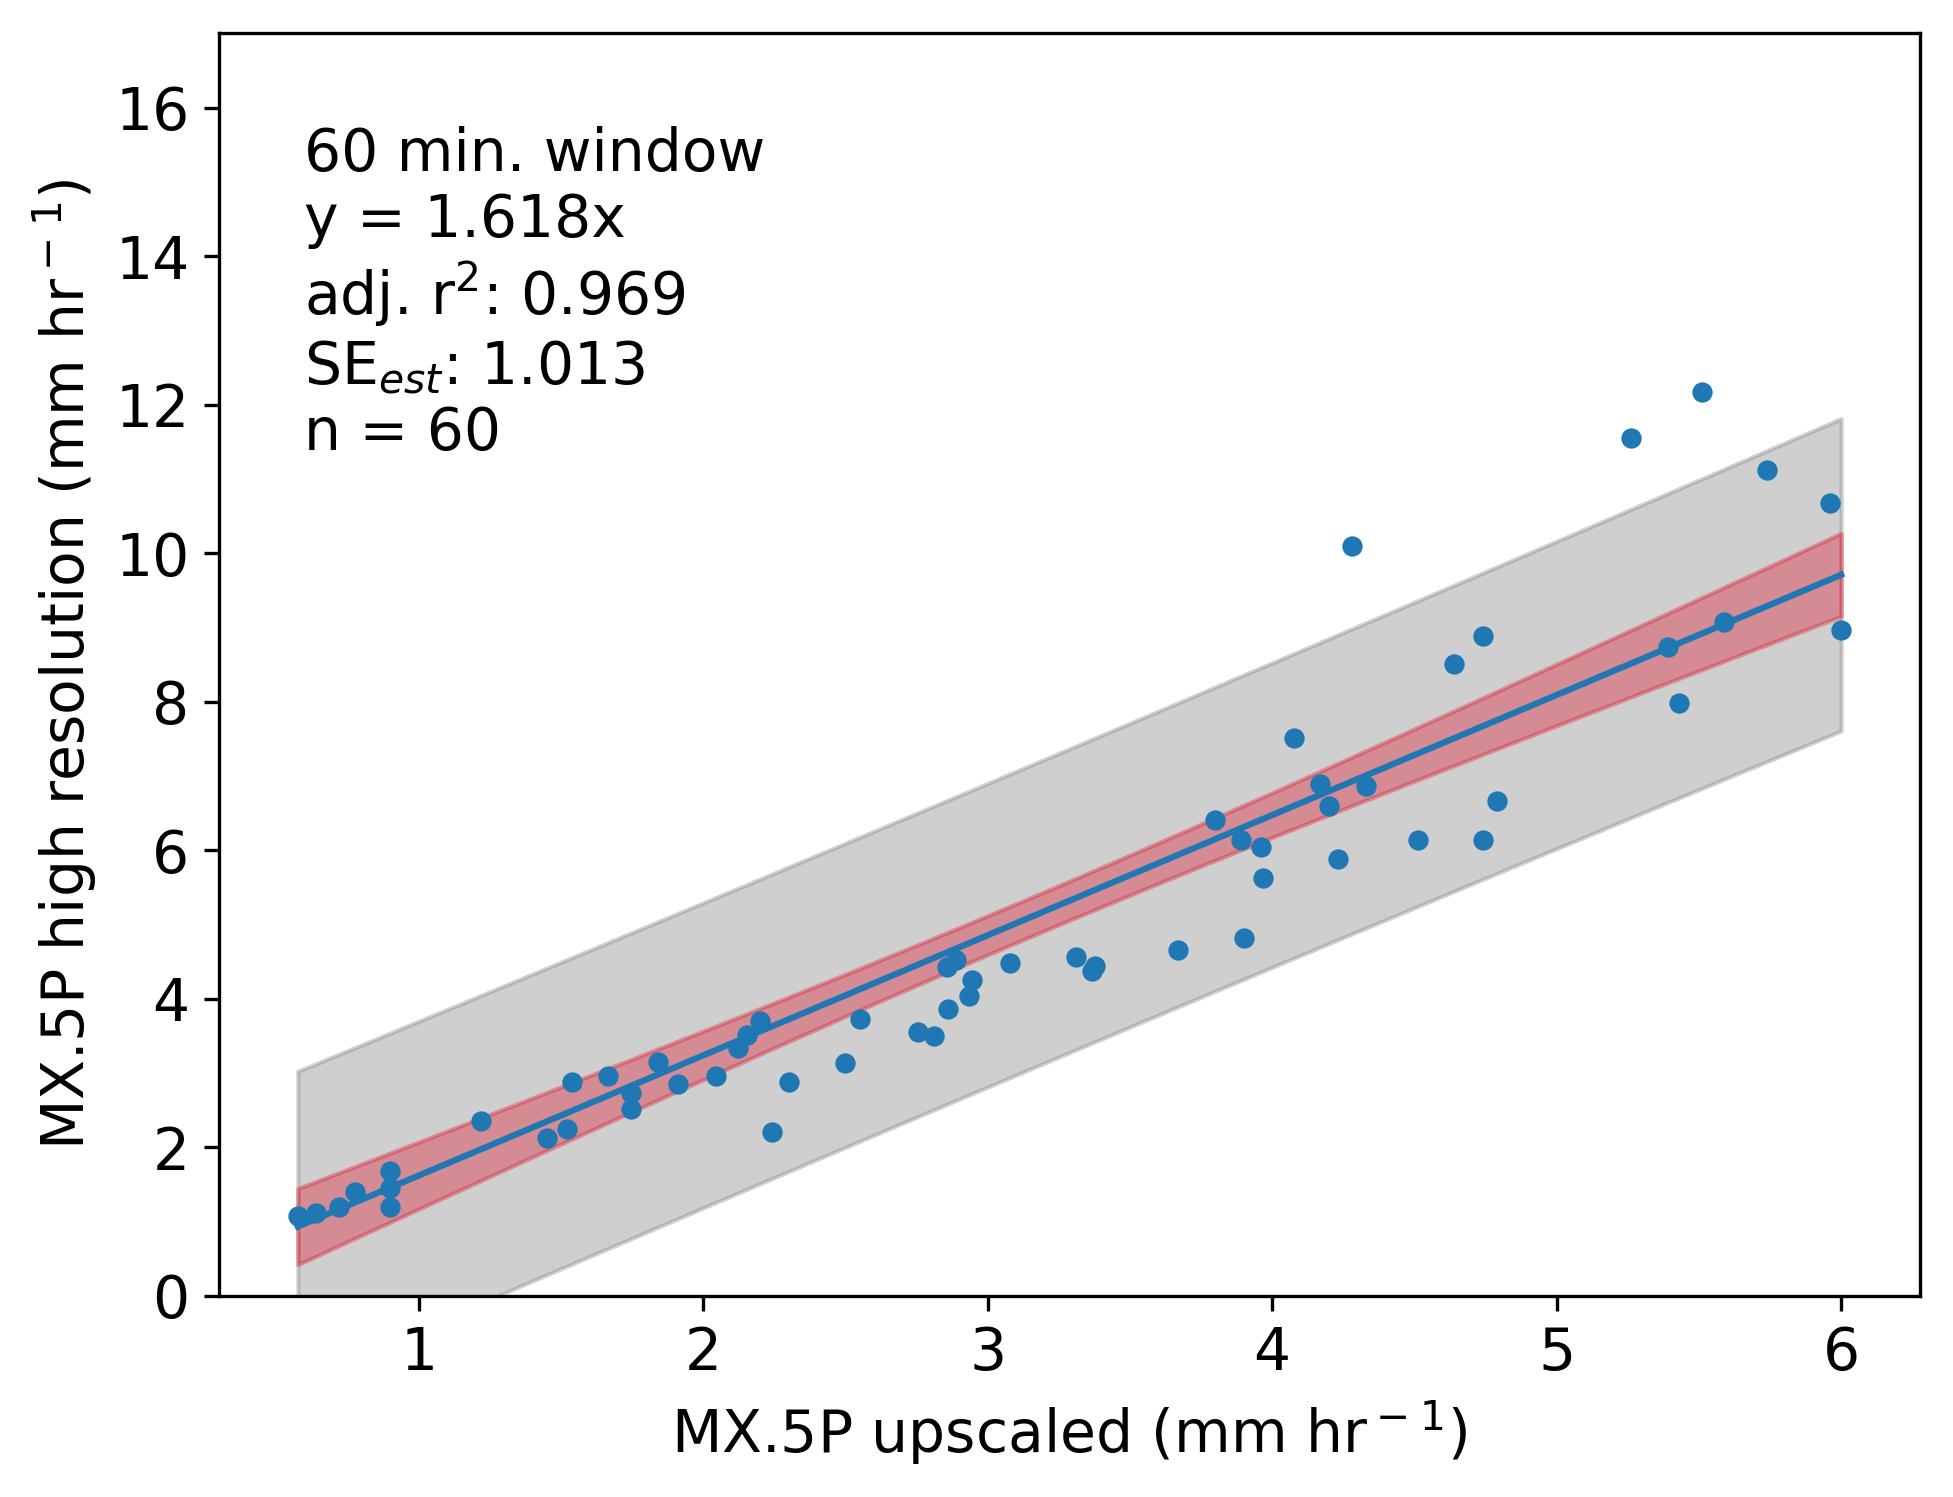 60 min. window
y = 1.618x
adj. r²: 0.969
SEₑₛₜ: 1.013
n = 60
MX.5P high resolution (mm hr⁻¹)
16
14
12
10
8
6
4
2
0
1 2 3 4 5 6
MX.5P upscaled (mm hr⁻¹)